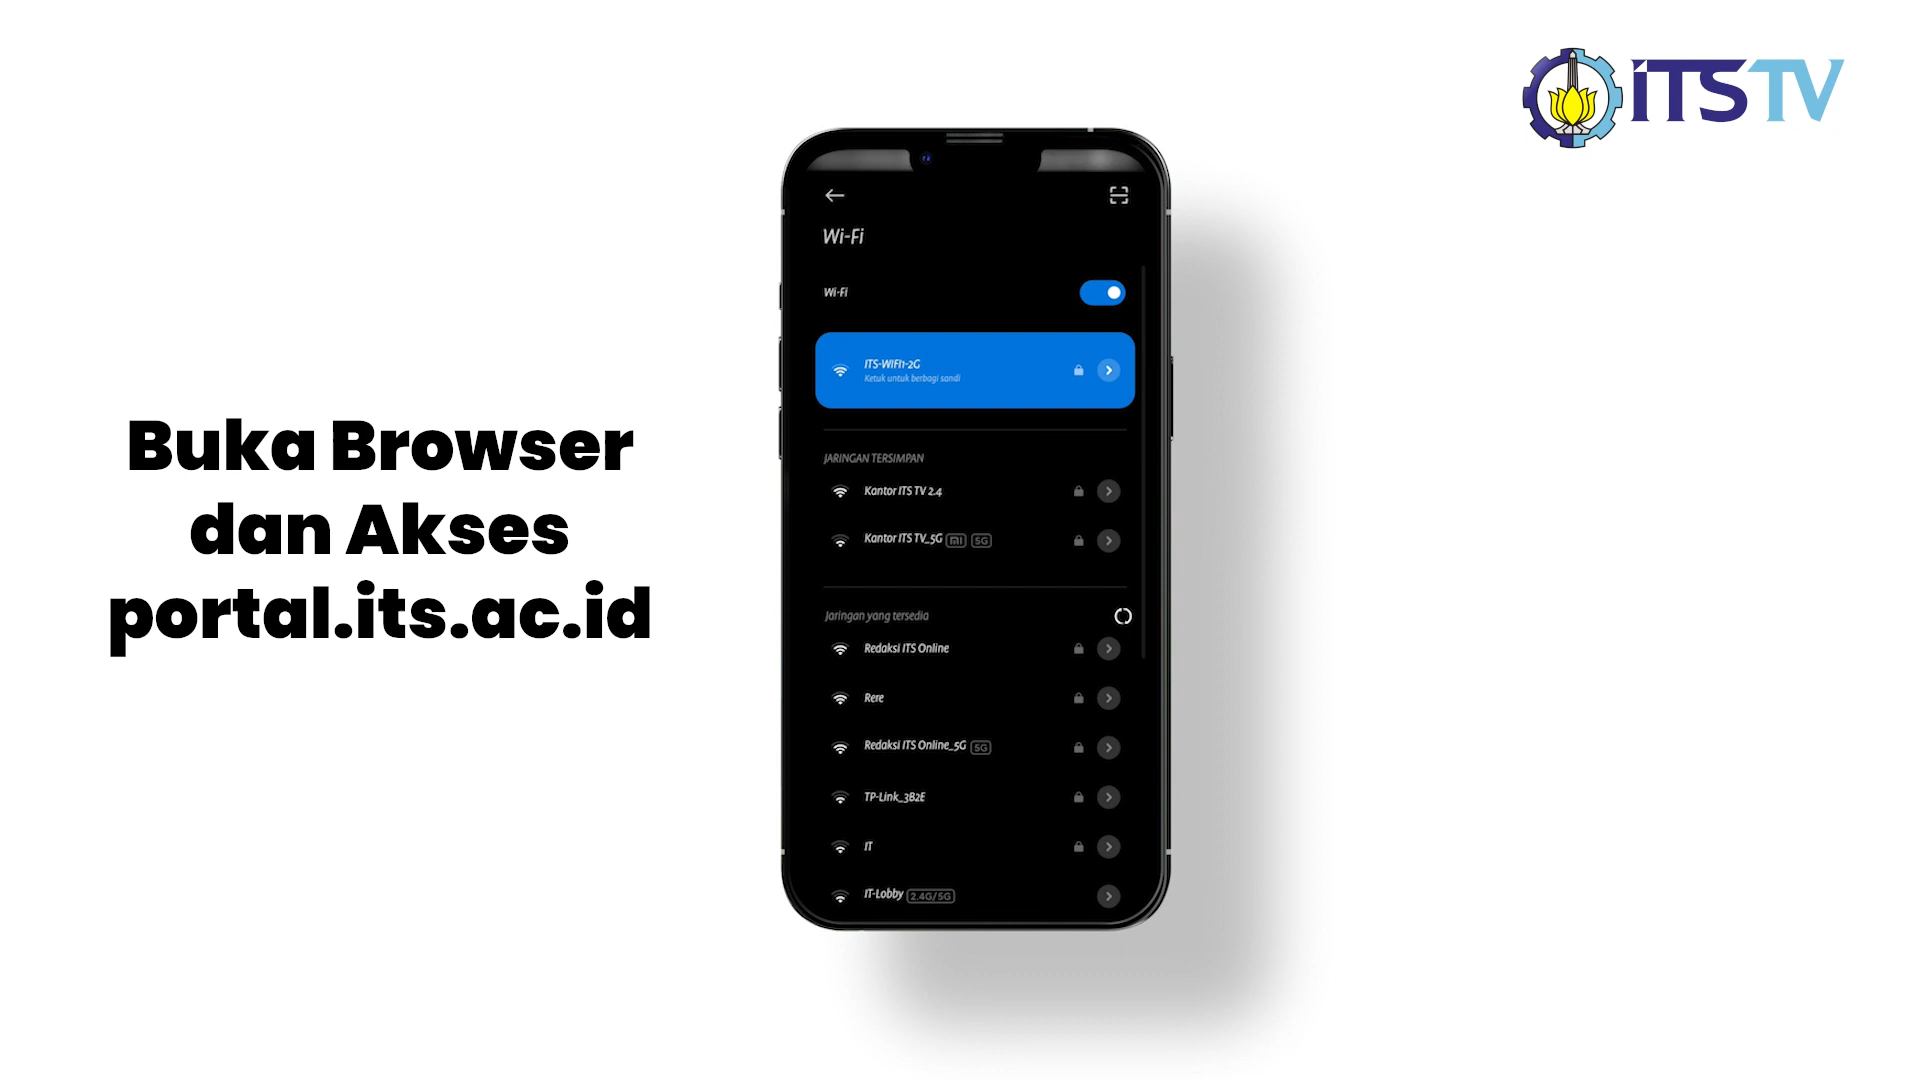 iTSTV
Wi-Fi
Wi-Fi
ITS-WIFI1-2G
Ketuk untuk berbagi sandi
Buka Browser
dan Akses
portal.its.ac.id
JARINGAN TERSIMPAN
Kantor ITS TV 2.4
Kantor ITS TV_5G mi 5G
Jaringan yang tersedia
Redaksi ITS Online
Rere
Redaksi ITS Online_5G 5G
TP-Link_3B2E
IT
IT-Lobby 2.4G/5G